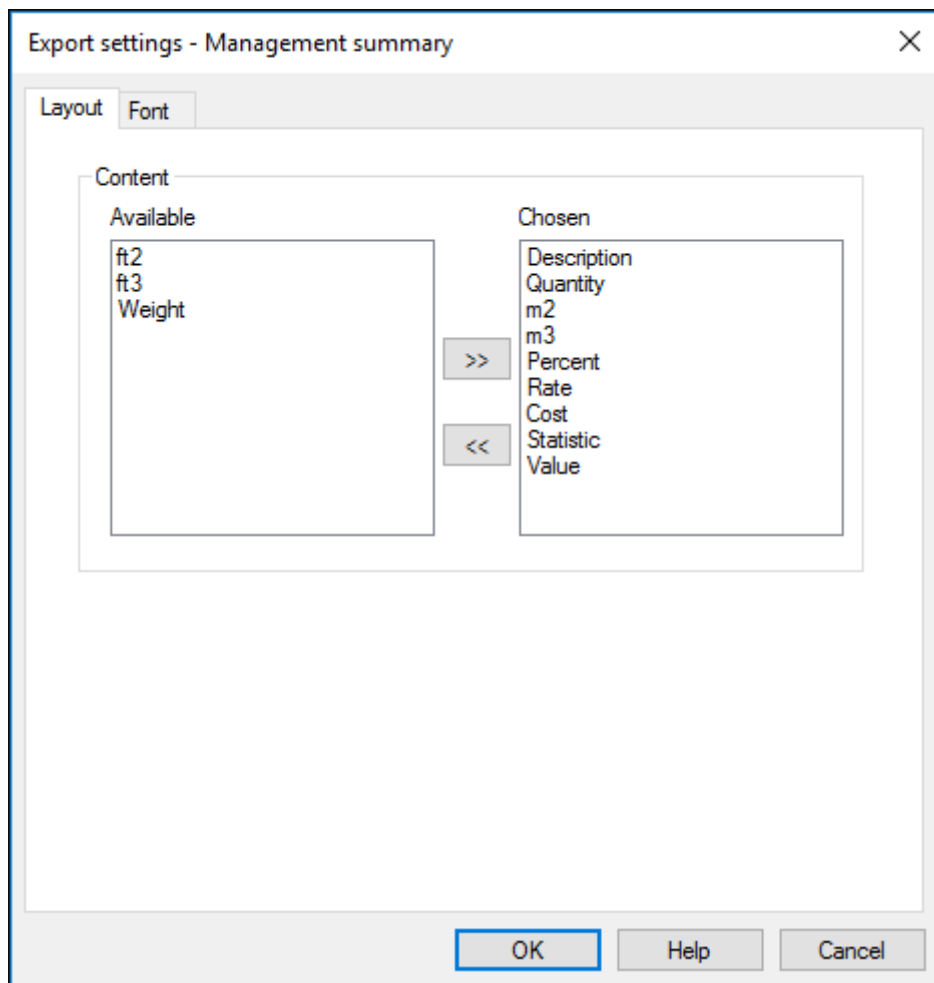 Export settings - Management summary
Layout Font
Content
Available
ft2
ft3
Weight
>>
<<
Chosen
Description
Quantity
m2
m3
Percent
Rate
Cost
Statistic
Value
OK Help Cancel